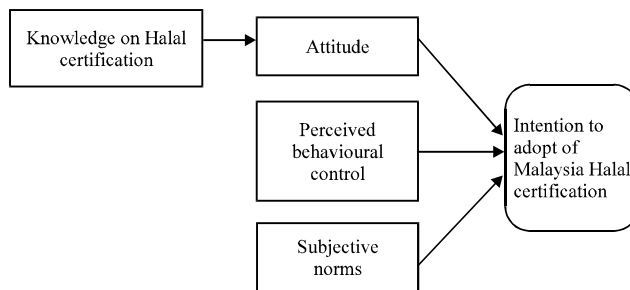 Knowledge on Halal
certification
Attitude
Perceived
behavioural
control
Subjective
norms
Intention to
adopt of
Malaysia Halal
certification